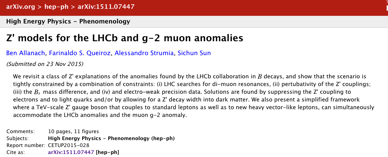 arXiv.org > hep-ph > arXiv:1511.07447
High Energy Physics – Phenomenology
Z' models for the LHCb and g-2 muon anomalies
Ben Allanach, Farinaldo S. Queiroz, Alessandro Strumia, Sichun Sun
(Submitted on 23 Nov 2015)
We revisit a class of Z' explanations of the anomalies found by the LHCb collaboration in B decays, and show that the scenario is
tightly constrained by a combination of constraints: (i) LHC searches for di-muon resonances, (ii) pertubativity of the Z' couplings;
(iii) the Bs mass difference, and (iv) and electro-weak precision data. Solutions are found by suppressing the Z' coupling to
electrons and to light quarks and/or by allowing for a Z' decay width into dark matter. We also present a simplified framework
where a TeV-scale Z' gauge boson that couples to standard leptons as well as to new heavy vector-like leptons, can simultaneously
accommodate the LHCb anomalies and the muon g-2 anomaly.
Comments: 10 pages, 11 figures
Subjects: High Energy Physics – Phenomenology (hep-ph)
Report number: CETUP2015-028
Cite as: arXiv:1511.07447 [hep-ph]